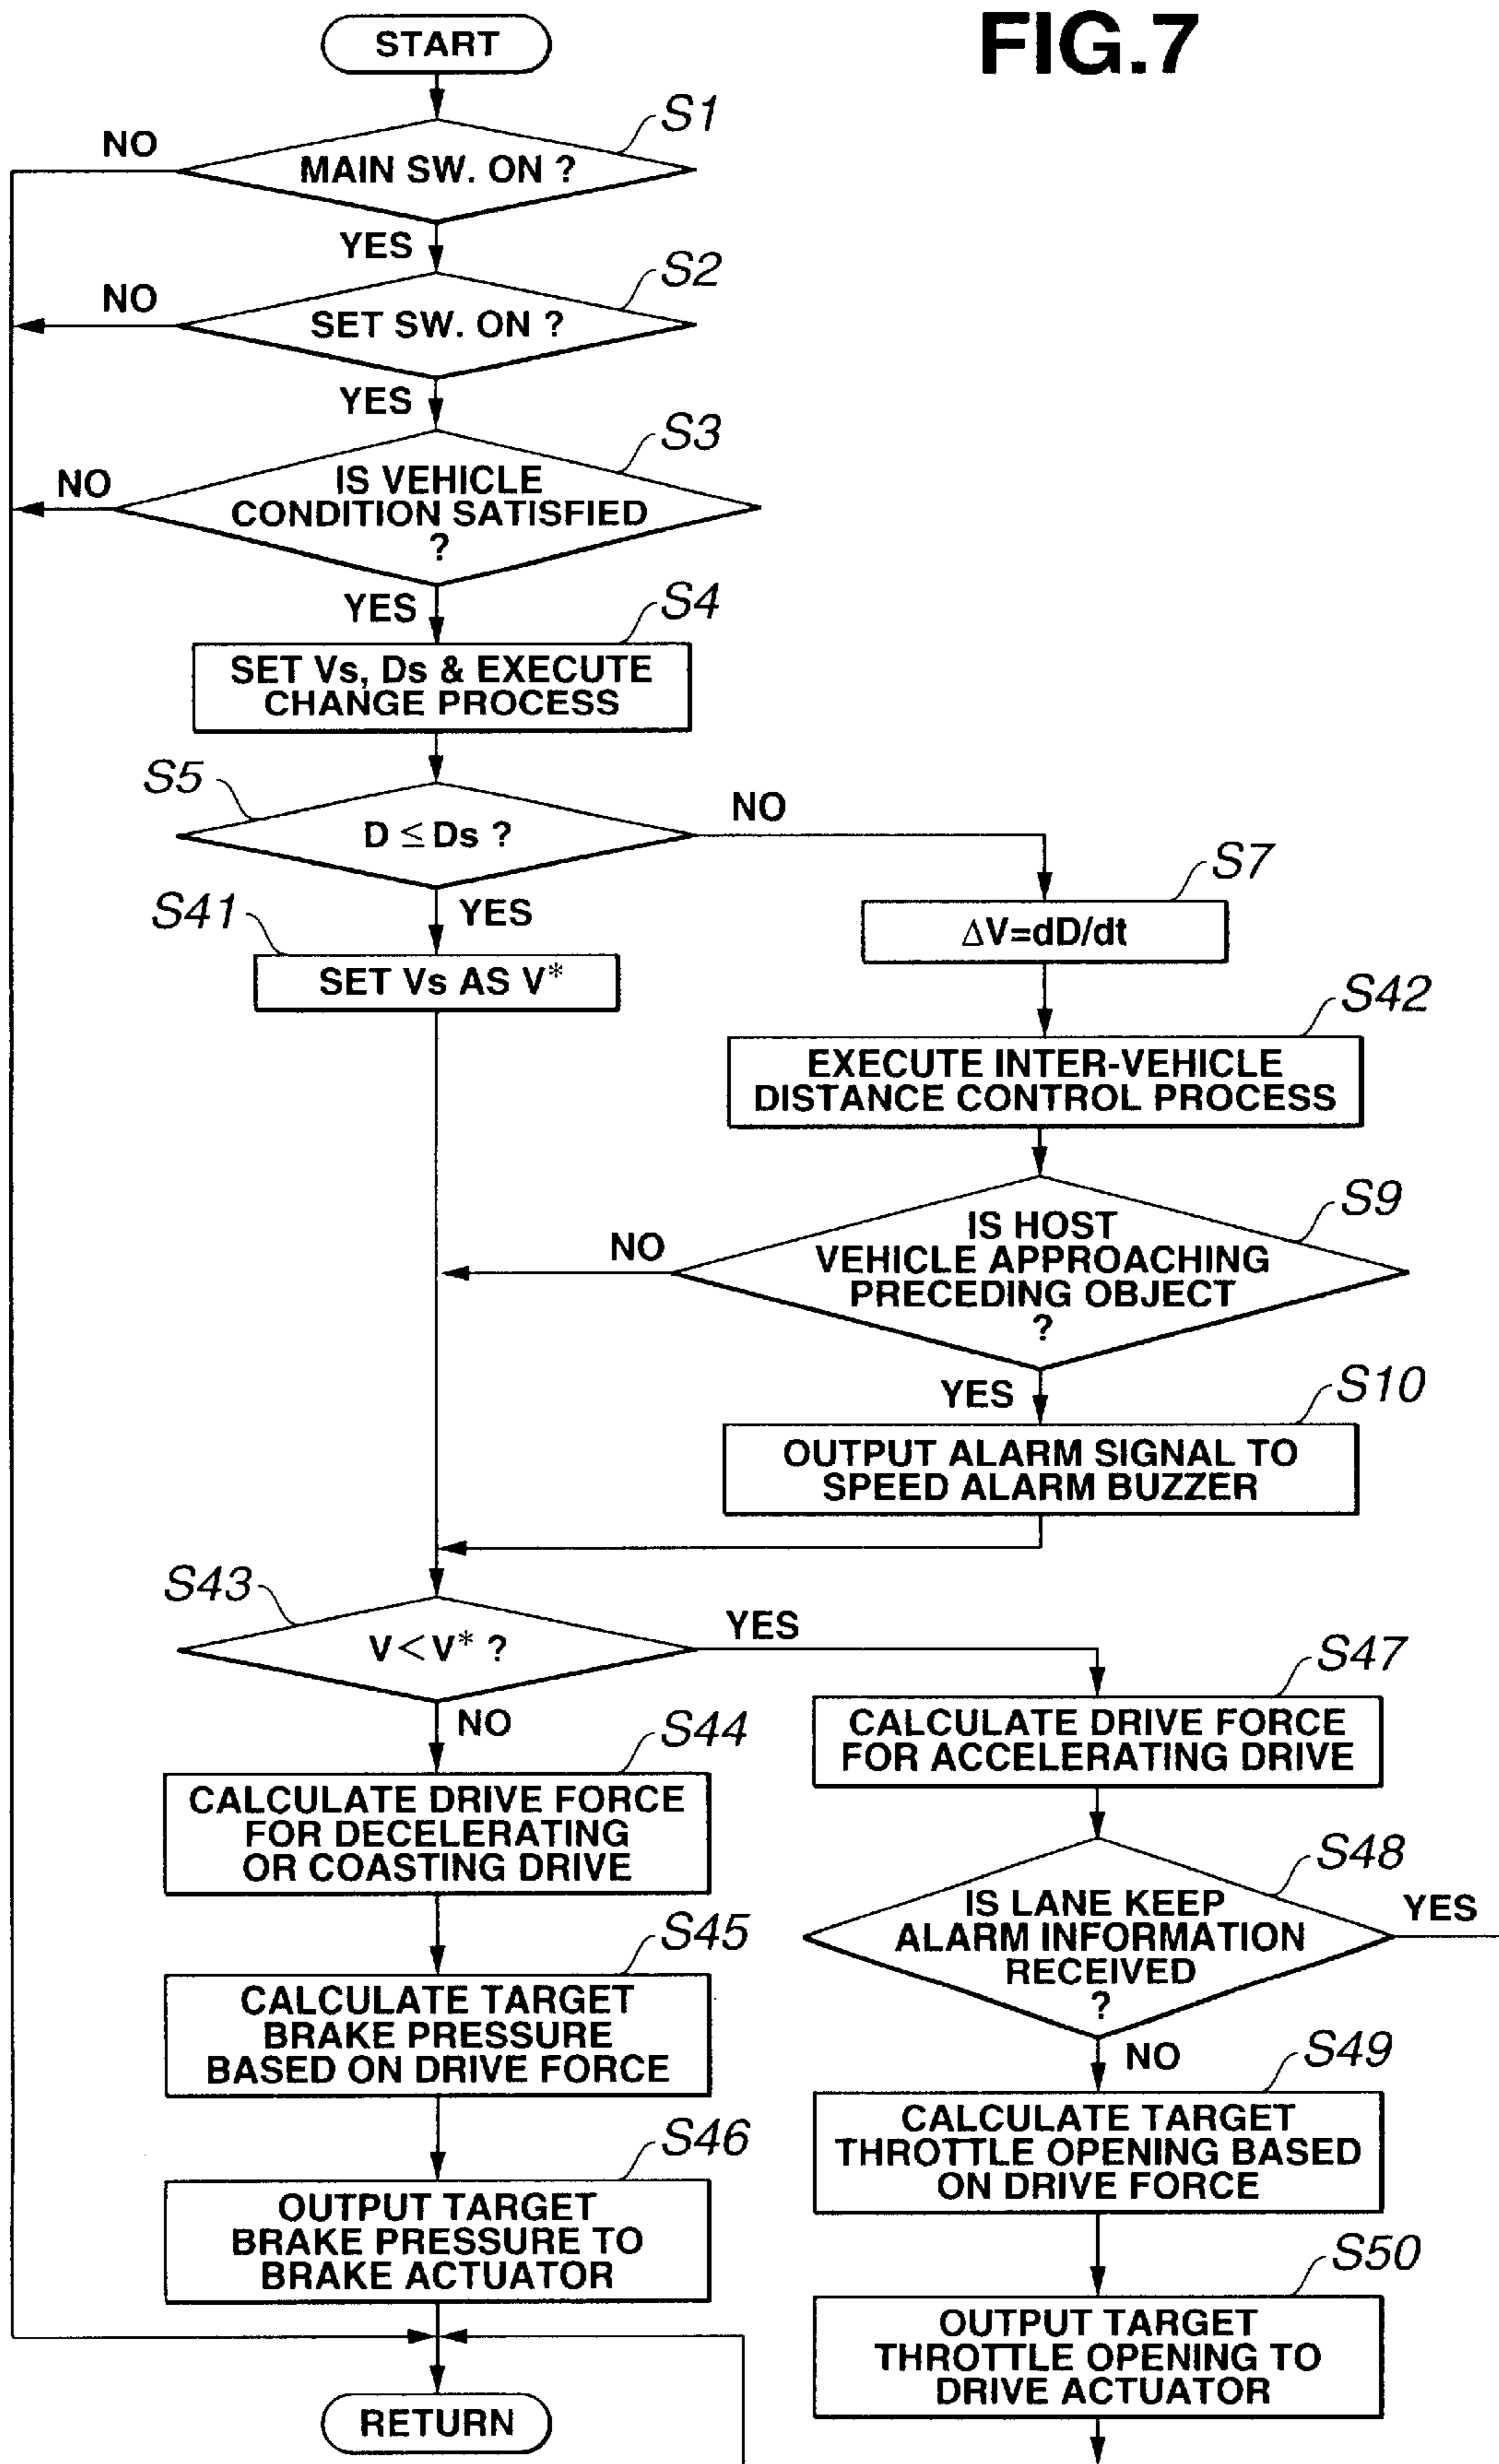 FIG.7
START
S1
NO
MAIN SW. ON ?
YES
S2
NO
SET SW. ON ?
YES
S3
NO
IS VEHICLE
CONDITION SATISFIED
?
YES
S4
SET Vs, Ds & EXECUTE
CHANGE PROCESS
S5
D ≤ Ds ?
NO
S7
ΔV=dD/dt
YES
S41
SET Vs AS V*
S42
EXECUTE INTER-VEHICLE
DISTANCE CONTROL PROCESS
S9
IS HOST
VEHICLE APPROACHING
PRECEDING OBJECT
?
NO
YES
S10
OUTPUT ALARM SIGNAL TO
SPEED ALARM BUZZER
S43
V<V* ?
YES
NO
S44
CALCULATE DRIVE FORCE
FOR DECELERATING
OR COASTING DRIVE
S45
CALCULATE TARGET
BRAKE PRESSURE
BASED ON DRIVE FORCE
S46
OUTPUT TARGET
BRAKE PRESSURE TO
BRAKE ACTUATOR
S47
CALCULATE DRIVE FORCE
FOR ACCELERATING DRIVE
S48
IS LANE KEEP
ALARM INFORMATION
RECEIVED
?
YES
NO
S49
CALCULATE TARGET
THROTTLE OPENING BASED
ON DRIVE FORCE
S50
OUTPUT TARGET
THROTTLE OPENING TO
DRIVE ACTUATOR
RETURN